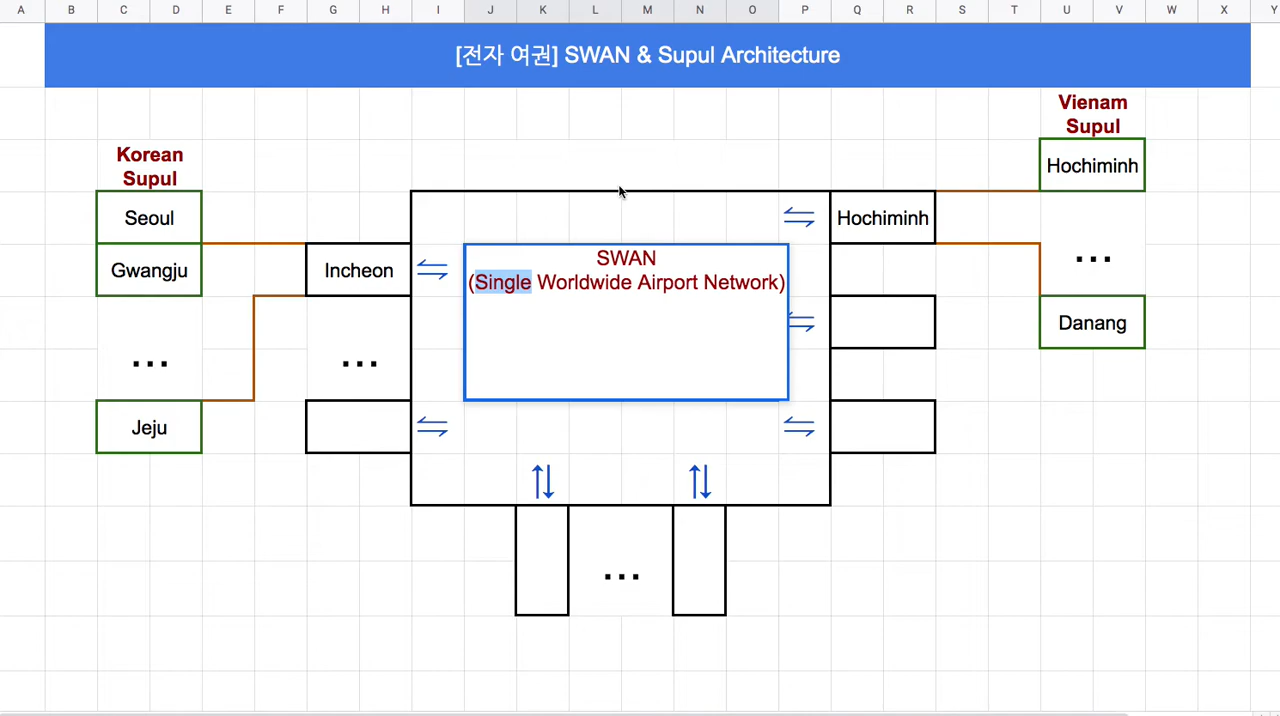 A B C D E F G H I J K L M N O P Q R S T U V W X Y
[전자 여권] SWAN & Supul Architecture
Vienam
Supul
Korean
Supul
Hochiminh
Seoul
Hochiminh
Gwangju
Incheon
SWAN
(Single Worldwide Airport Network)
...
Danang
...
...
Jeju
...